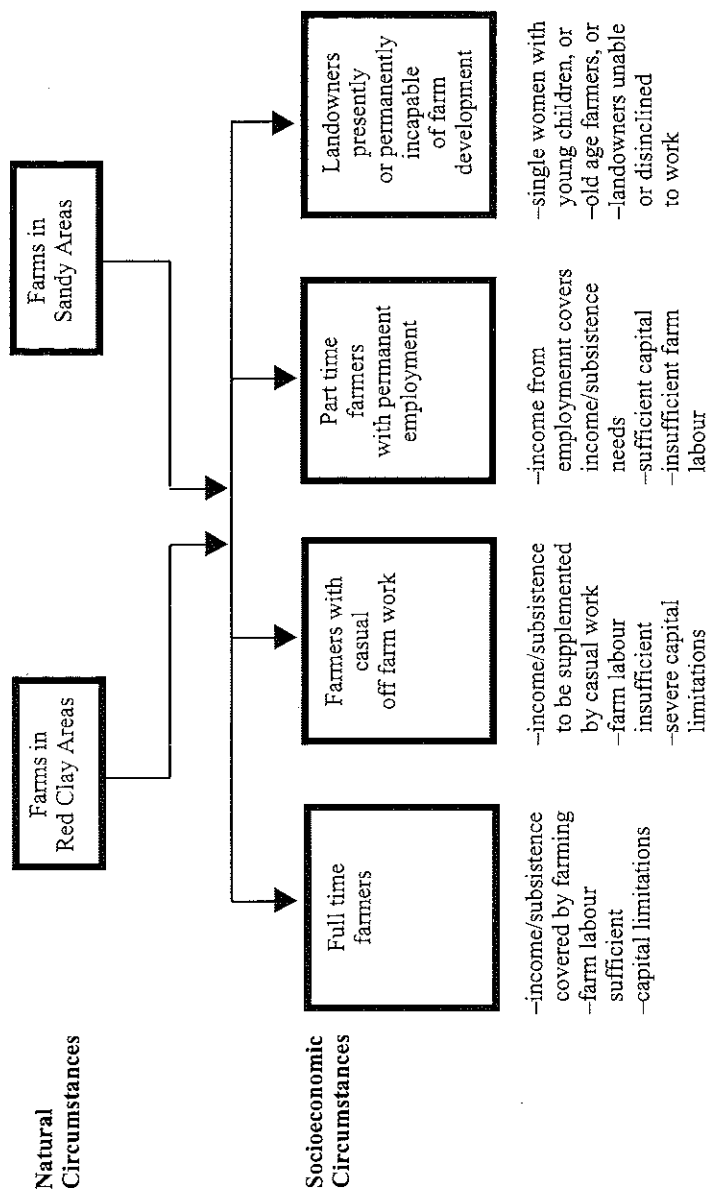 Natural
Circumstances
Farms in
Red Clay Areas
Farms in
Sandy Areas
Socioeconomic
Circumstances
Full time
farmers
Farmers with
casual
off farm work
Part time
farmers
with permanent
employment
Landowners
presently
or permanently
incapable
of farm
development
–income/subsistence
covered by farming
–farm labour
sufficient
–capital limitations
–income/subsistence
to be supplemented
by casual work
–farm labour
insufficient
–severe capital
limitations
–income from
employmennt covers
income/subsistence
needs
–sufficient capital
–insufficient farm
labour
–single women with
young children, or
–old age farmers, or
–landowners unable
or disinclined
to work